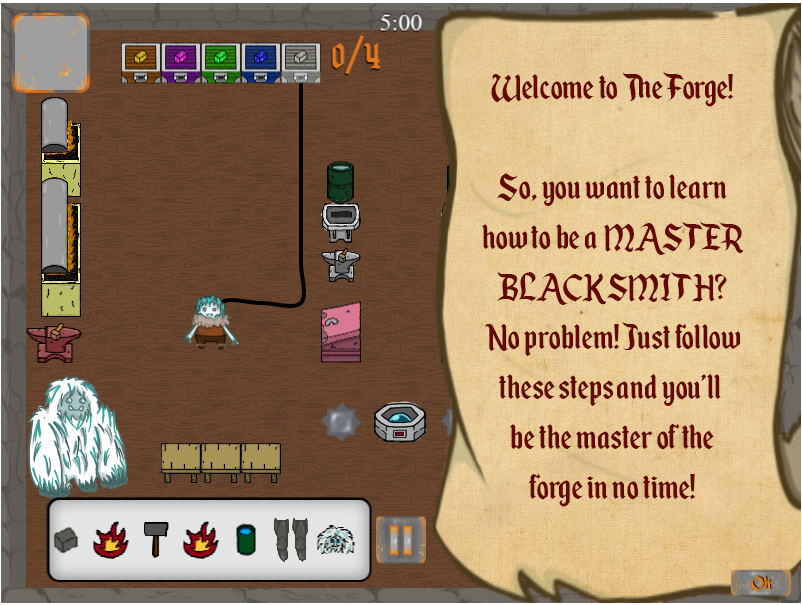 5:00
0/4
Welcome to The Forge!
So, you want to learn
how to be a MASTER
BLACKSMITH?
No problem! Just follow
these steps and you'll
be the master of the
forge in no time!
Ok